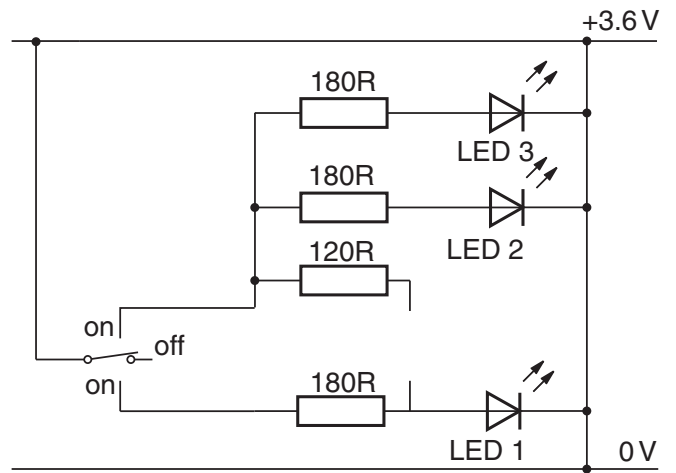 +3.6 V
180R
LED 3
180R
LED 2
120R
on
off
on
180R
LED 1
0 V